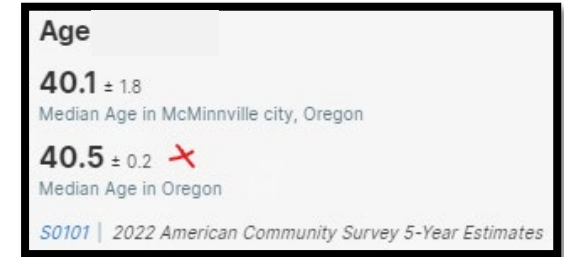 Age
40.1 ± 1.8
Median Age in McMinnville city, Oregon
40.5 ± 0.2
Median Age in Oregon
S0101 | 2022 American Community Survey 5-Year Estimates